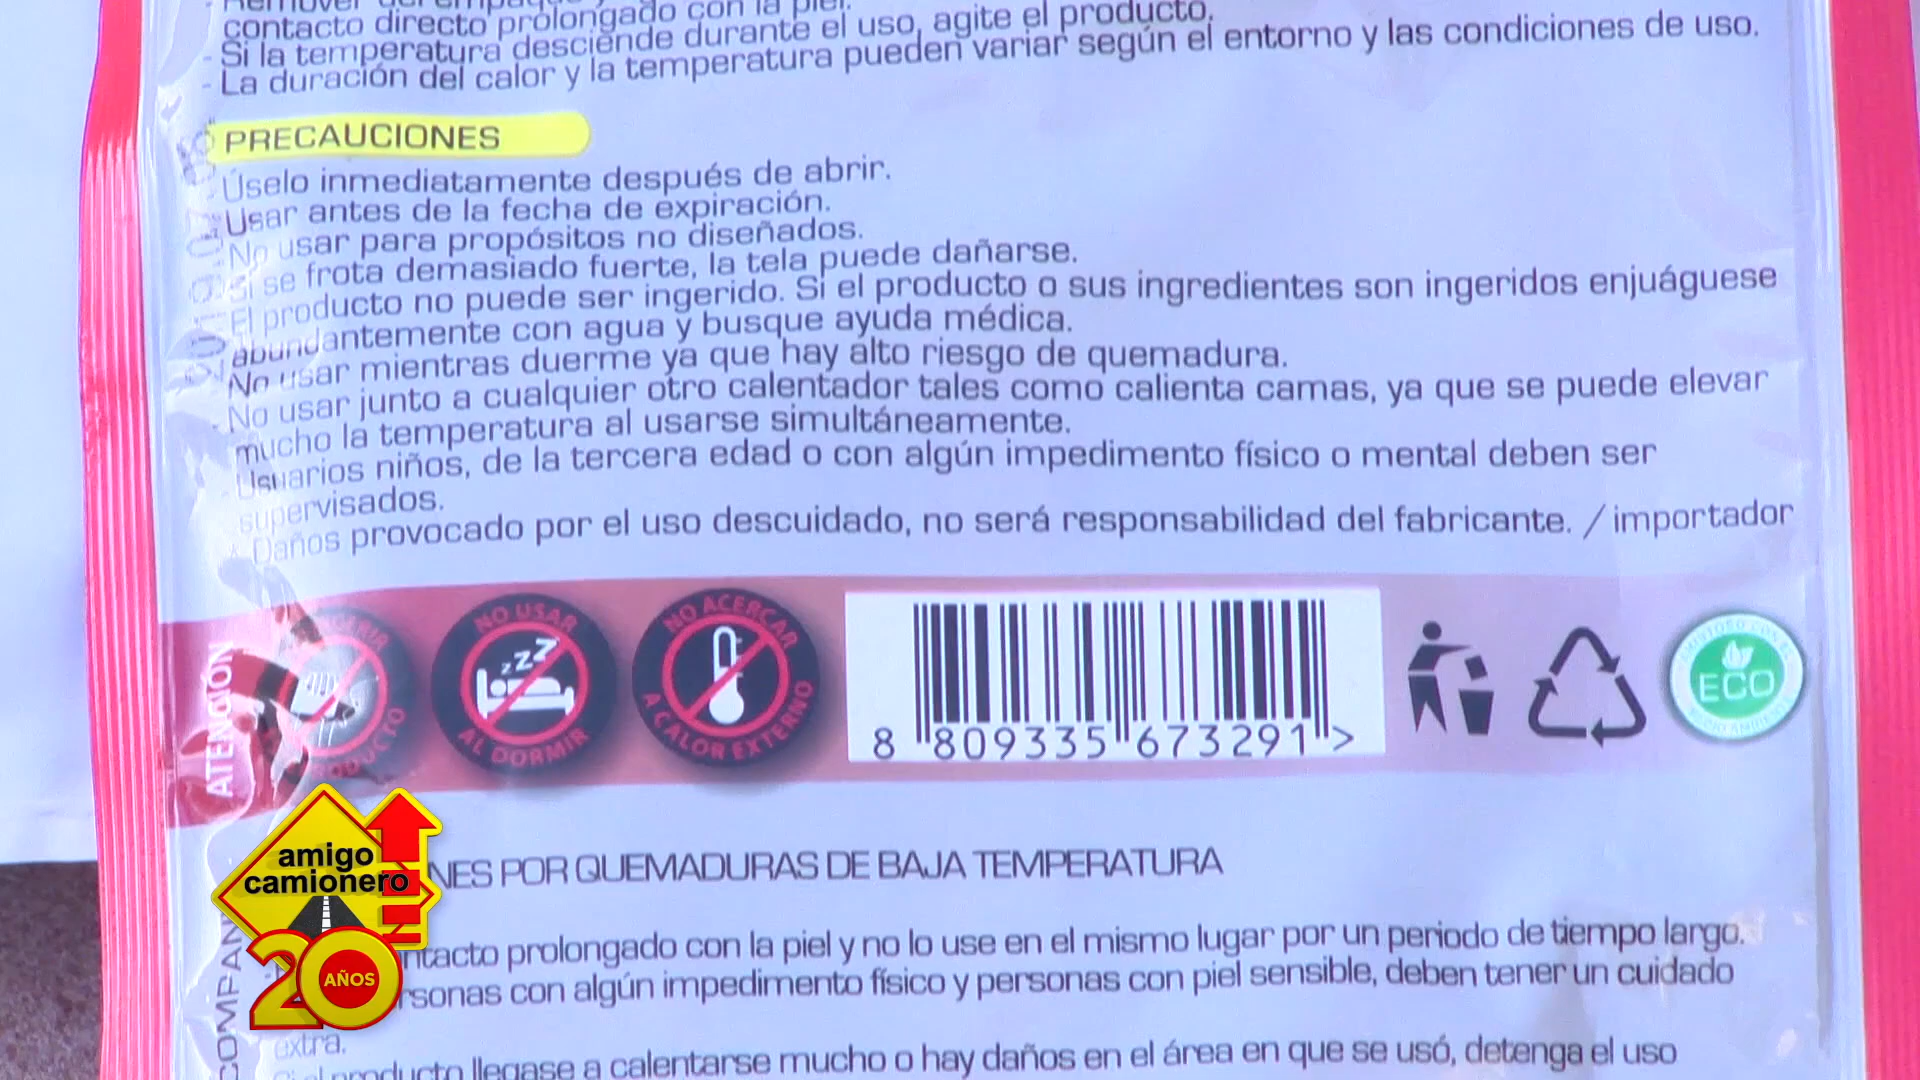 contacto directo prolongado con la piel.
- Si la temperatura desciende durante el uso, agite el producto.
- La duración del calor y la temperatura pueden variar según el entorno y las condiciones de uso.
PRECAUCIONES
Úselo inmediatamente después de abrir.
Usar antes de la fecha de expiración.
No usar para propósitos no diseñados.
Si se frota demasiado fuerte, la tela puede dañarse.
El producto no puede ser ingerido. Si el producto o sus ingredientes son ingeridos enjuáguese
abundantemente con agua y busque ayuda médica.
No usar mientras duerme ya que hay alto riesgo de quemadura.
No usar junto a cualquier otro calentador tales como calienta camas, ya que se puede elevar
mucho la temperatura al usarse simultáneamente.
Usuarios niños, de la tercera edad o con algún impedimento físico o mental deben ser
supervisados.
Daños provocado por el uso descuidado, no será responsabilidad del fabricante. / importador
ATENCIÓN
NO USAR
zzZ
AL DORMIR
NO ACERCAR
A CALOR EXTERNO
8 809335 673291 >
ECO
amigo
camionero
20
AÑOS
NES POR QUEMADURAS DE BAJA TEMPERATURA
ntacto prolongado con la piel y no lo use en el mismo lugar por un periodo de tiempo largo.
rsonas con algún impedimento físico y personas con piel sensible, deben tener un cuidado
extra.
producto llegase a calentarse mucho o hay daños en el área en que se usó, detenga el uso